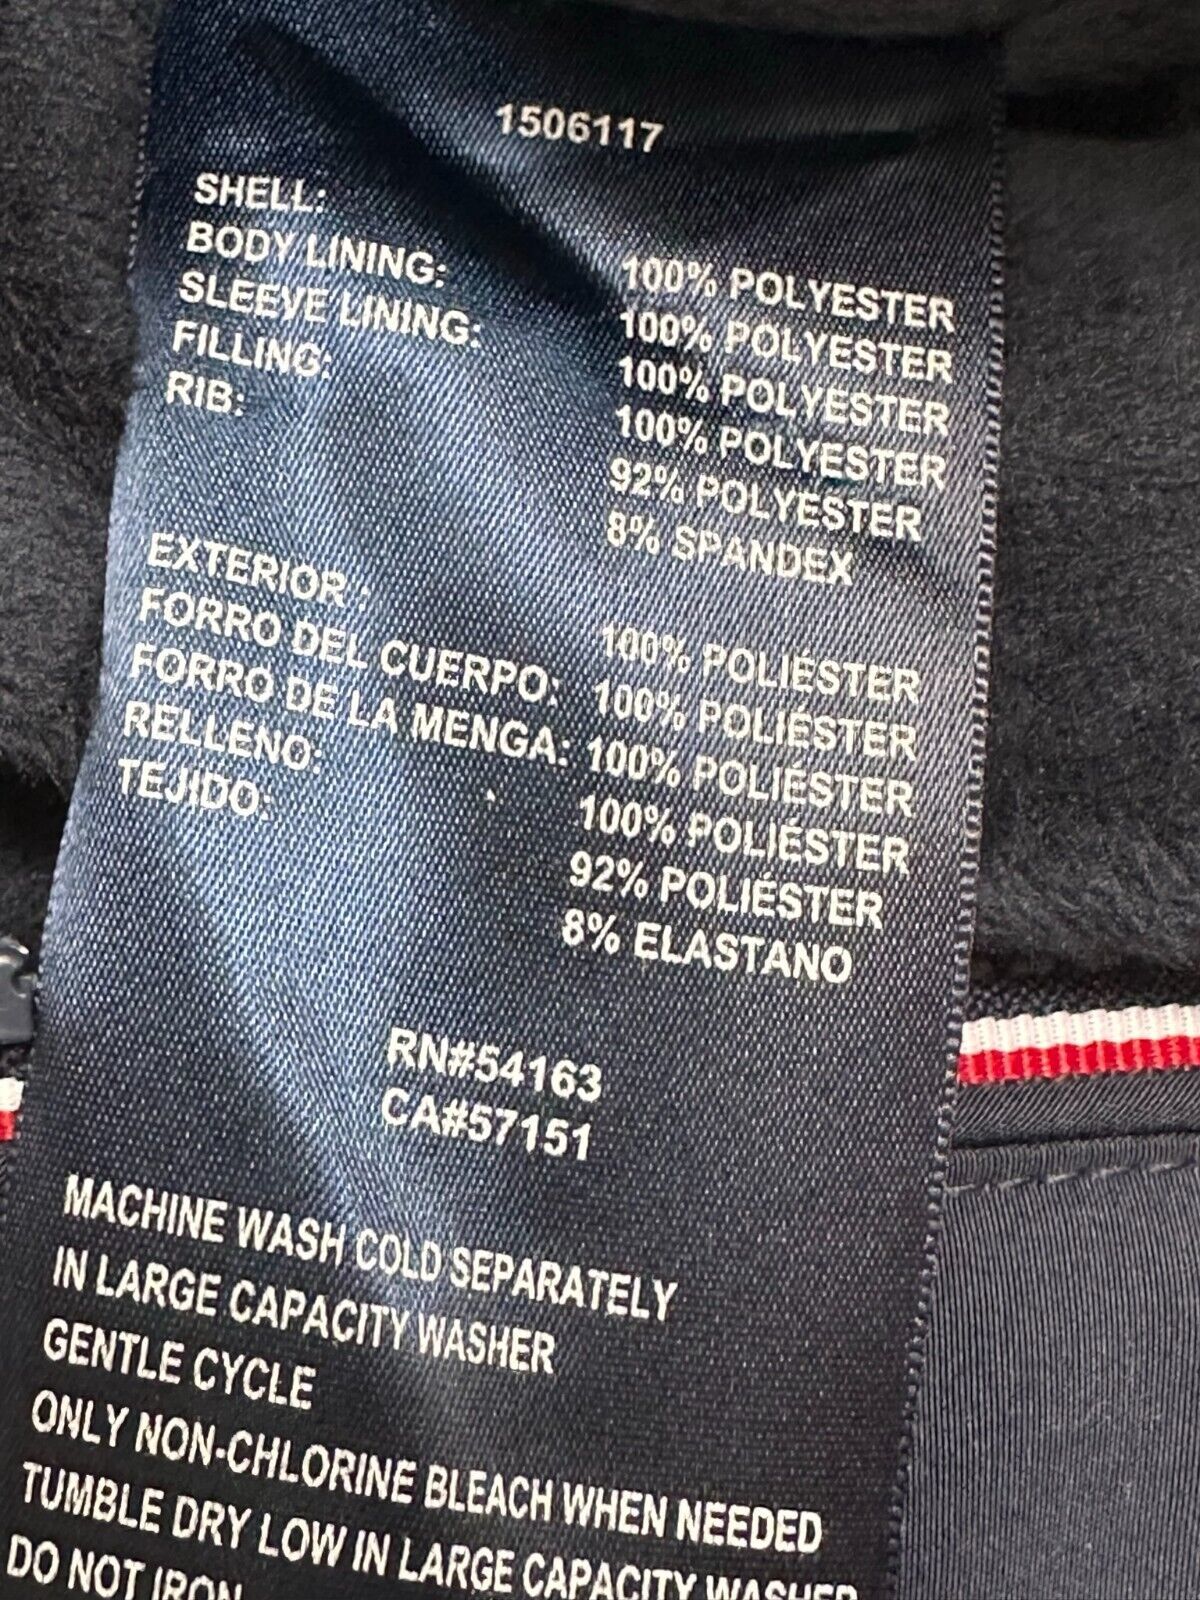 1506117
SHELL: 100% POLYESTER
BODY LINING: 100% POLYESTER
SLEEVE LINING: 100% POLYESTER
FILLING: 100% POLYESTER
RIB: 92% POLYESTER
8% SPANDEX
EXTERIOR : 100% POLIÉSTER
FORRO DEL CUERPO: 100% POLIÉSTER
FORRO DE LA MENGA: 100% POLIÉSTER
RELLENO: 100% POLIÉSTER
TEJIDO: 92% POLIÉSTER
8% ELASTANO
RN#54163
CA#57151
MACHINE WASH COLD SEPARATELY
IN LARGE CAPACITY WASHER
GENTLE CYCLE
ONLY NON-CHLORINE BLEACH WHEN NEEDED
TUMBLE DRY LOW IN LARGE CAPACITY WASHER
DO NOT IRON